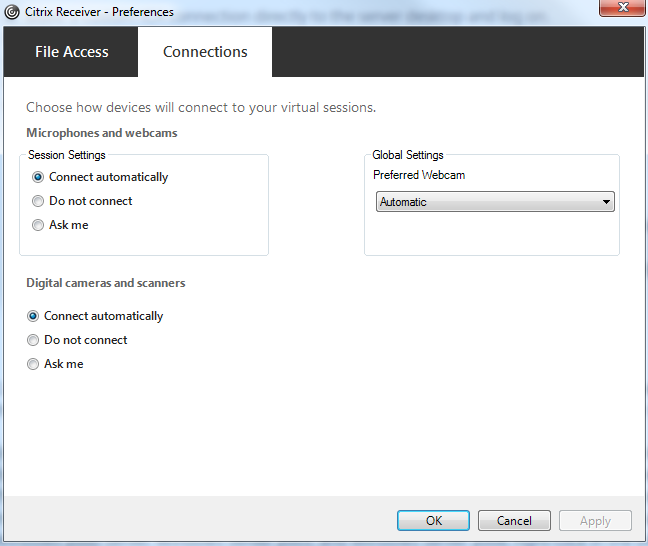 Citrix Receiver - Preferences
File Access
Connections
Choose how devices will connect to your virtual sessions.
Microphones and webcams
Session Settings
Connect automatically
Do not connect
Ask me
Global Settings
Preferred Webcam
Automatic
Digital cameras and scanners
Connect automatically
Do not connect
Ask me
OK
Cancel
Apply